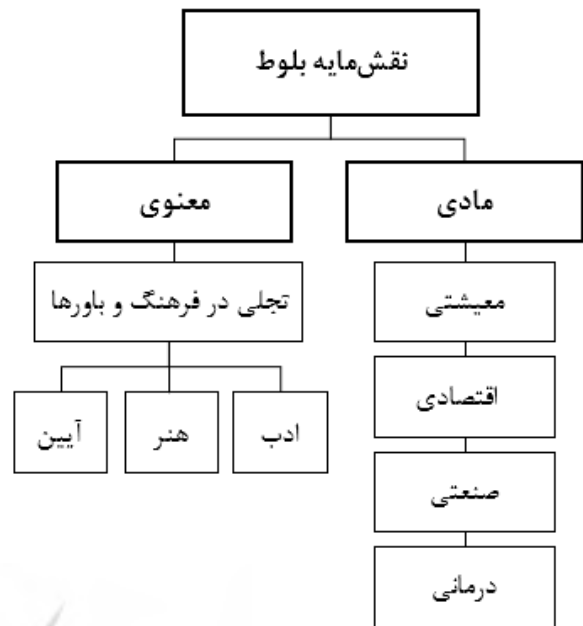 نقش‌مایه بلوط
مادی
معنوی
معیشتی
اقتصادی
صنعتی
درمانی
تجلی در فرهنگ و باورها
ادب
هنر
آیین